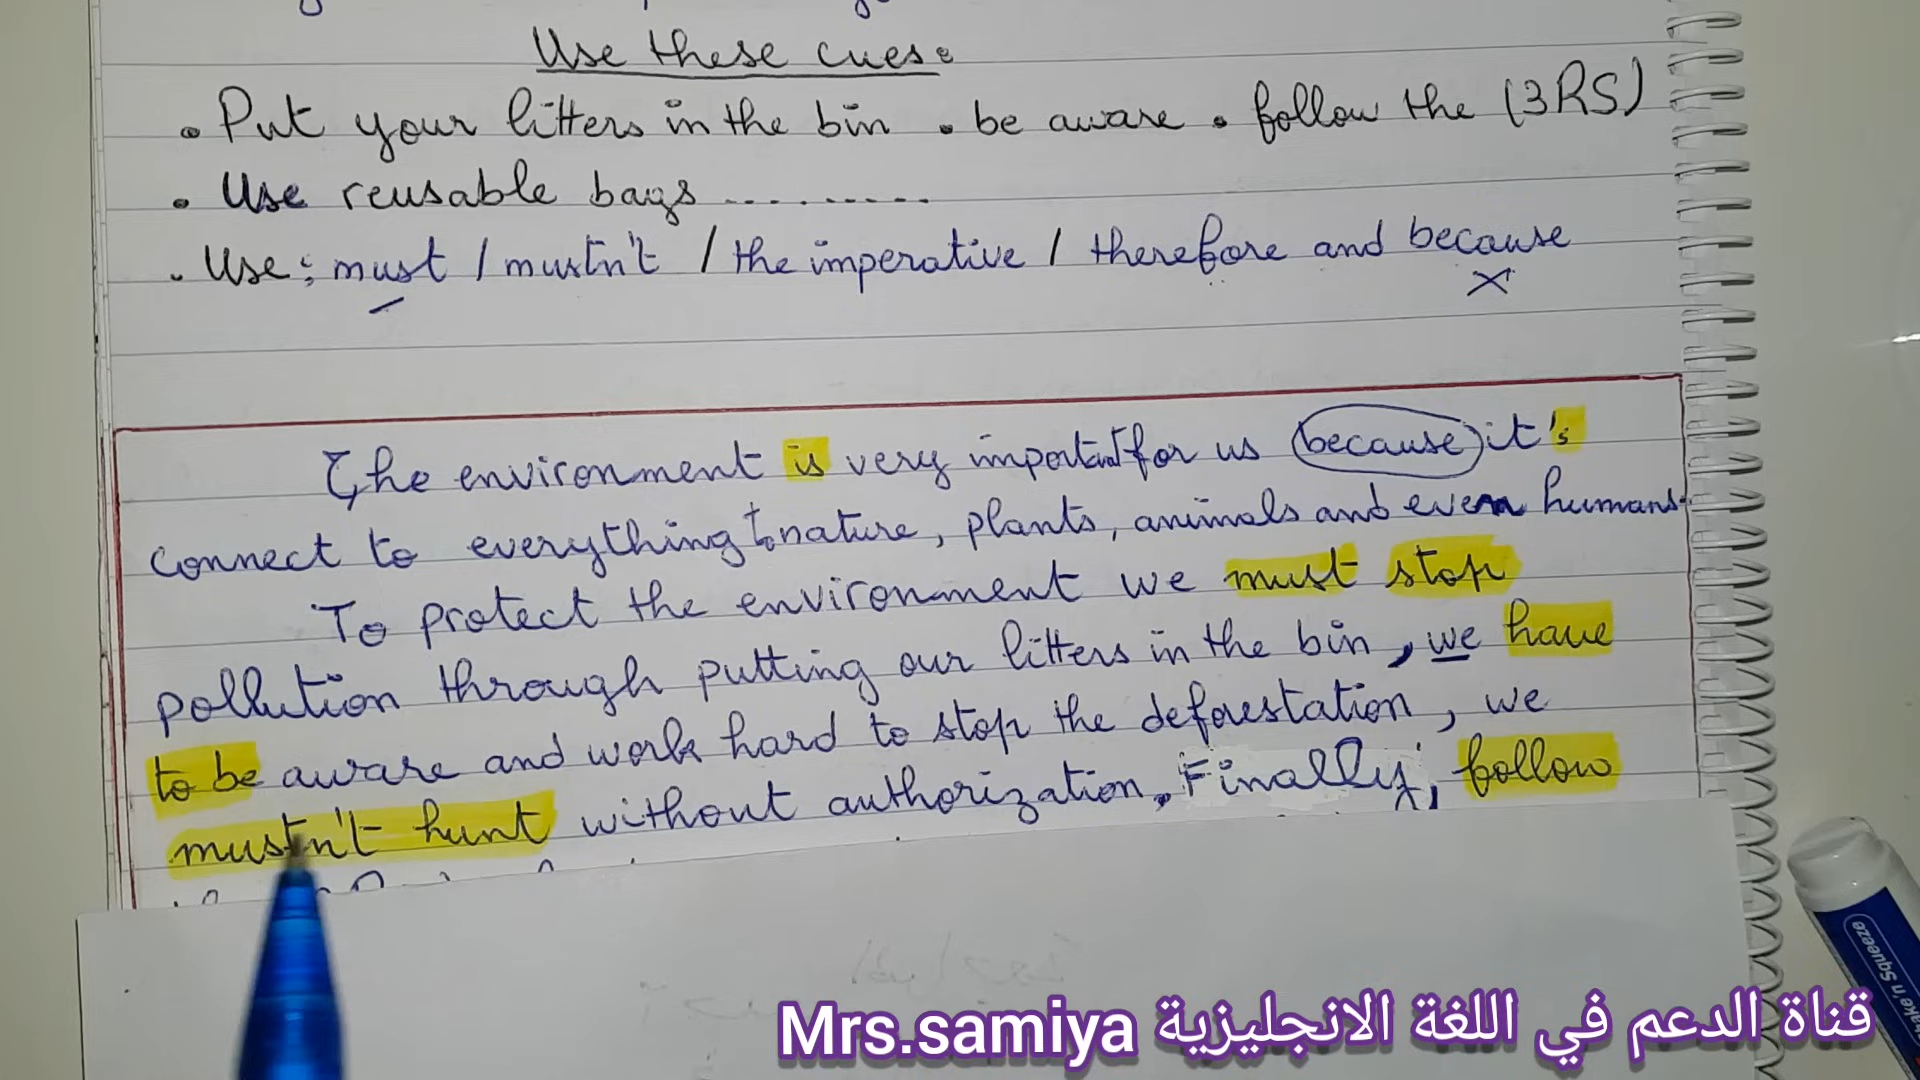 Use these cues:
. Put your litters in the bin . be aware . follow the (3RS)
. Use reusable bags .........
. Use: must / mustn't / the imperative / therefore and because
The environment is very important for us because it's
connect to everything to nature, plants, animals and even humans.
To protect the environment we must stop
pollution through putting our litters in the bin, we have
to be aware and work hard to stop the deforestation, we
mustn't hunt without authorization. Finally, follow
Mrs.samiya قناة الدعم في اللغة الانجليزية
ke'n Squeeze